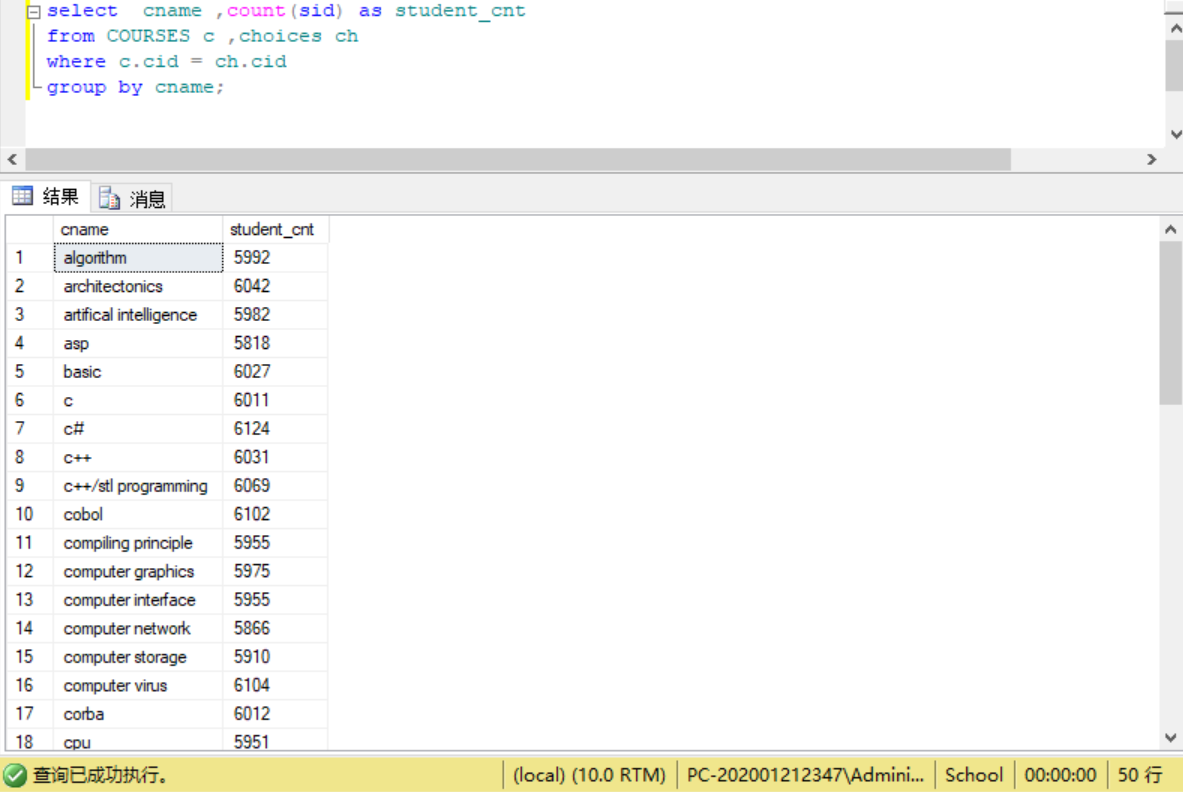 select  cname ,count(sid) as student_cnt
from COURSES c ,choices ch
where c.cid = ch.cid
group by cname;
结果 消息
cname student_cnt
1 algorithm 5992
2 architectonics 6042
3 artifical intelligence 5982
4 asp 5818
5 basic 6027
6 c 6011
7 c# 6124
8 c++ 6031
9 c++/stl programming 6069
10 cobol 6102
11 compiling principle 5955
12 computer graphics 5975
13 computer interface 5955
14 computer network 5866
15 computer storage 5910
16 computer virus 6104
17 corba 6012
18 cpu 5951
查询已成功执行。 (local) (10.0 RTM) PC-202001212347\Admini... School 00:00:00 50 行